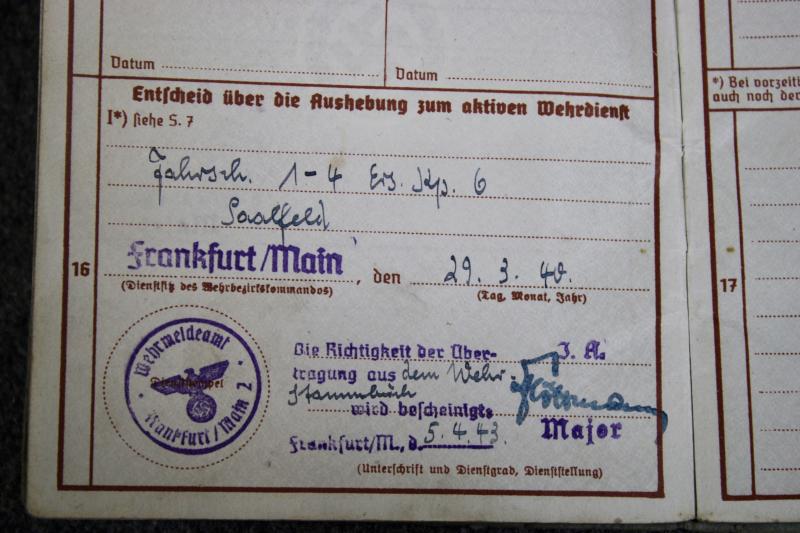 Datum
Datum
Entscheid über die Aushebung zum aktiven Wehrdienst
I*) siehe S. 7
Fahrsch. 1-4 Ers. Kp. 6
Saalfeld
16
Frankfurt/Main, den 29. 3. 40.
(Dienstsitz des Wehrbezirkskommandos)
(Tag, Monat, Jahr)
Wehrmeldeamt
Dienststempel
Frankfurt/Main 2
Die Richtigkeit der Über-
tragung aus dem Wehr-
stammbuch
wird bescheinigt:
Frankfurt/M., d. 5.4.43.
J. A.
Major
(Unterschrift und Dienstgrad, Dienststellung)
*) Bei vorzeiti
auch noch der
17